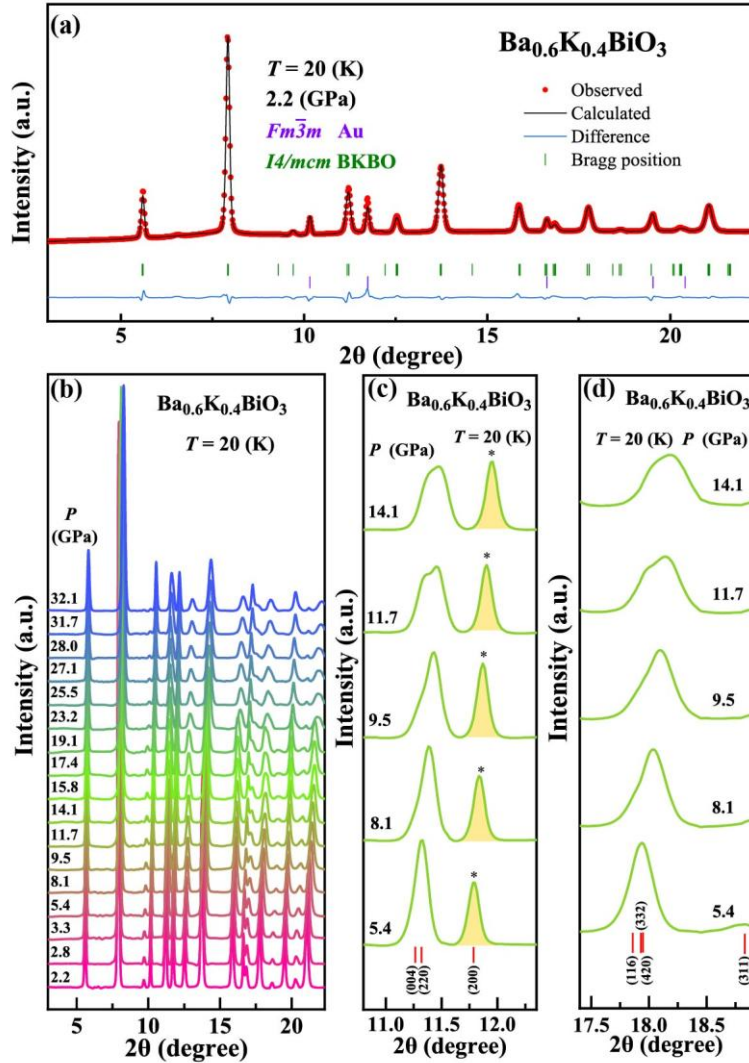 (a)
Ba0.6K0.4BiO3
T = 20 (K)
2.2 (GPa)
Fm3̅m Au
I4/mcm BKBO
Observed
Calculated
Difference
Bragg position
Intensity (a.u.)
5 10 15 20
2θ (degree)
(b)
Ba0.6K0.4BiO3
T = 20 (K)
P
(GPa)
32.1
31.7
28.0
27.1
25.5
23.2
19.1
17.4
15.8
14.1
11.7
9.5
8.1
5.4
3.3
2.8
2.2
Intensity (a.u.)
5 10 15 20
2θ (degree)
(c)
Ba0.6K0.4BiO3
P (GPa) T = 20 (K)
*
14.1
*
11.7
*
9.5
*
8.1
*
5.4
(004)
(220)
(200)
Intensity (a.u.)
11.0 11.5 12.0
2θ (degree)
(d)
Ba0.6K0.4BiO3
T = 20 (K) P (GPa)
14.1
11.7
9.5
8.1
5.4
(332)
(116)
(420)
(311)
Intensity (a.u.)
17.5 18.0 18.5
2θ (degree)